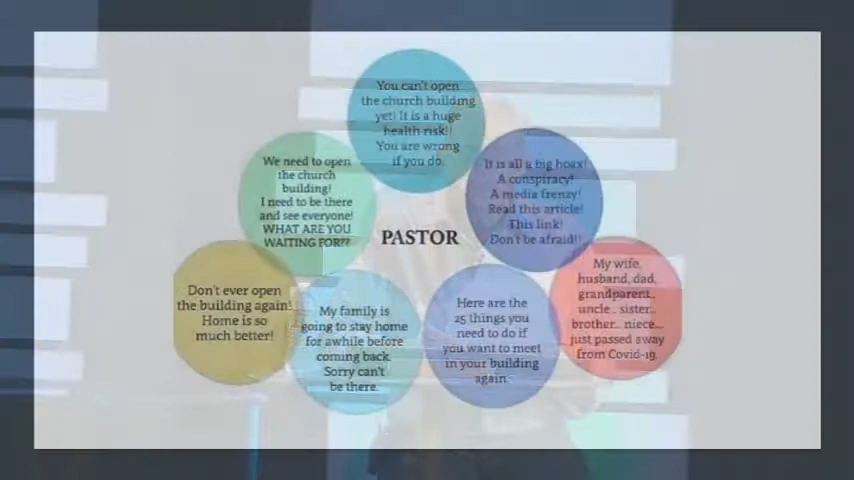 You can't open
the church building
yet! It is a huge
health risk!!
You are wrong
if you do.
We need to open
the church
building!
I need to be there
and see everyone!
WHAT ARE YOU
WAITING FOR??
It is all a big hoax!
A conspiracy!
A media frenzy!
Read this article!
This link!
Don't be afraid!!
PASTOR
Don't ever open
the building again!
Home is so
much better!
My family is
going to stay home
for awhile before
coming back.
Sorry can't
be there.
Here are the
25 things you
need to do if
you want to meet
in your building
again.
My wife,
husband, dad,
grandparent..
uncle.. sister..
brother.. niece...
just passed away
from Covid-19.